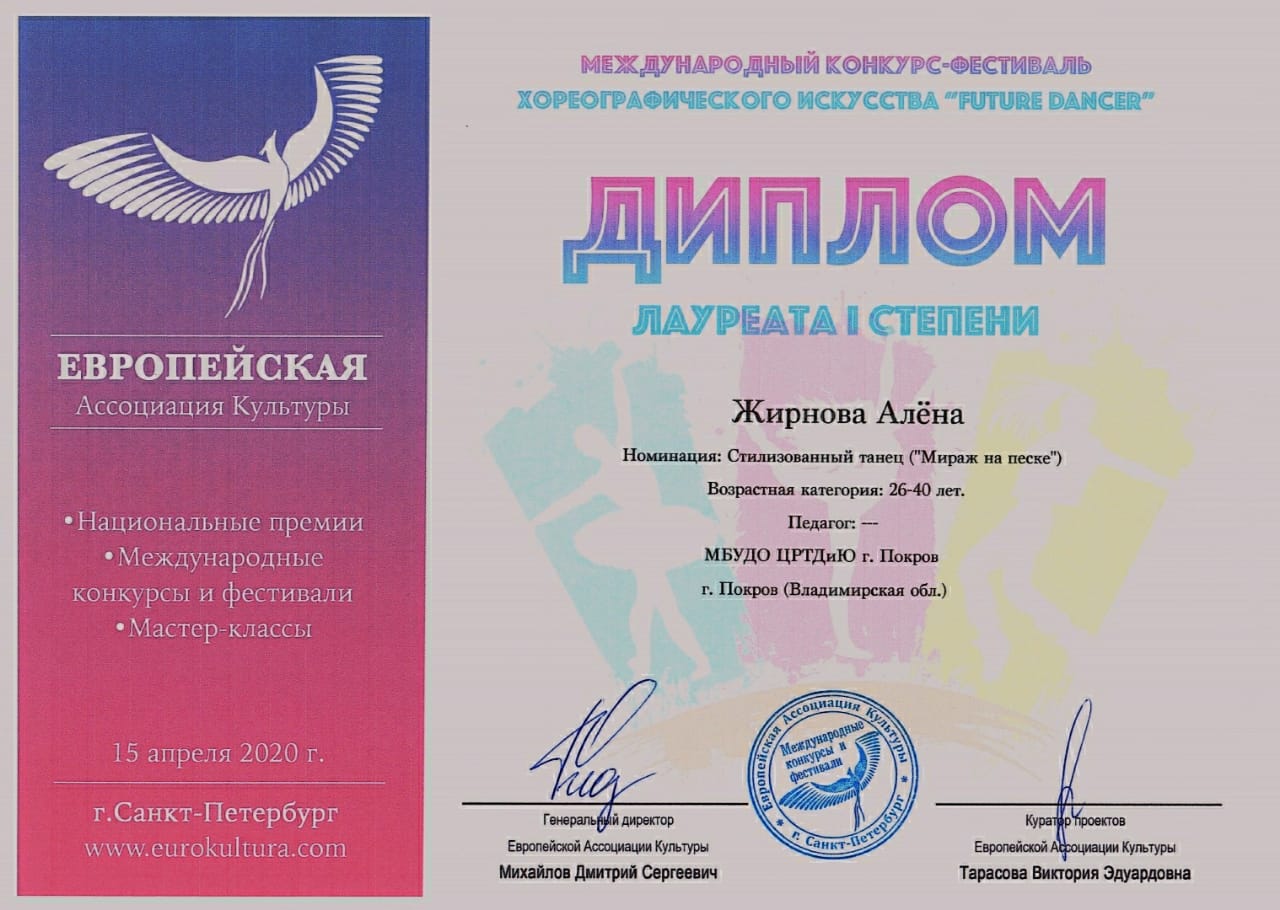 ЕВРОПЕЙСКАЯ
Ассоциация Культуры
•Национальные премии
•Международные
конкурсы и фестивали
•Мастер-классы
15 апреля 2020 г.
г.Санкт-Петербург
www.eurokultura.com
МЕЖДУНАРОДНЫЙ КОНКУРС-ФЕСТИВАЛЬ
ХОРЕОГРАФИЧЕСКОГО ИСКУССТВА "FUTURE DANCER"
ДИПЛОМ
ЛАУРЕАТА I СТЕПЕНИ
Жирнова Алёна
Номинация: Стилизованный танец ("Мираж на песке")
Возрастная категория: 26-40 лет.
Педагог: ---
МБУДО ЦРТДиЮ г. Покров
г. Покров (Владимирская обл.)
Генеральный директор
Европейской Ассоциации Культуры
Михайлов Дмитрий Сергеевич
Европейская Ассоциация Культуры
Международные
конкурсы и
фестивали
* г. Санкт-Петербург *
Куратор проектов
Европейской Ассоциации Культуры
Тарасова Виктория Эдуардовна